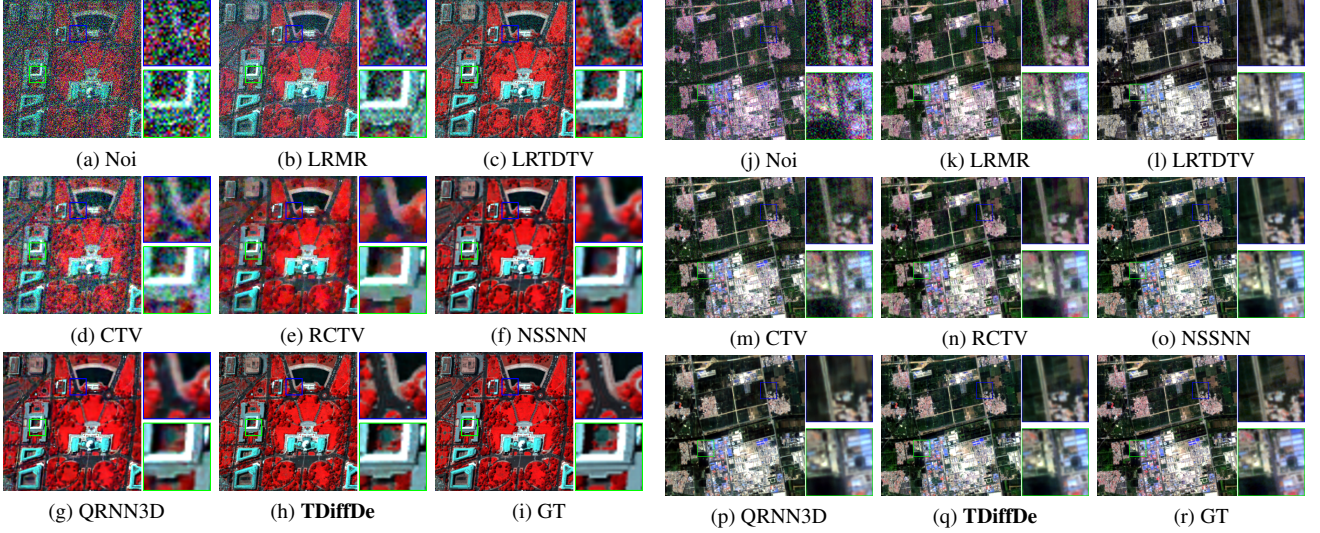 (a) Noi (b) LRMR (c) LRTDTV (j) Noi (k) LRMR (l) LRTDTV
(d) CTV (e) RCTV (f) NSSNN (m) CTV (n) RCTV (o) NSSNN
(g) QRNN3D (h) TDiffDe (i) GT (p) QRNN3D (q) TDiffDe (r) GT